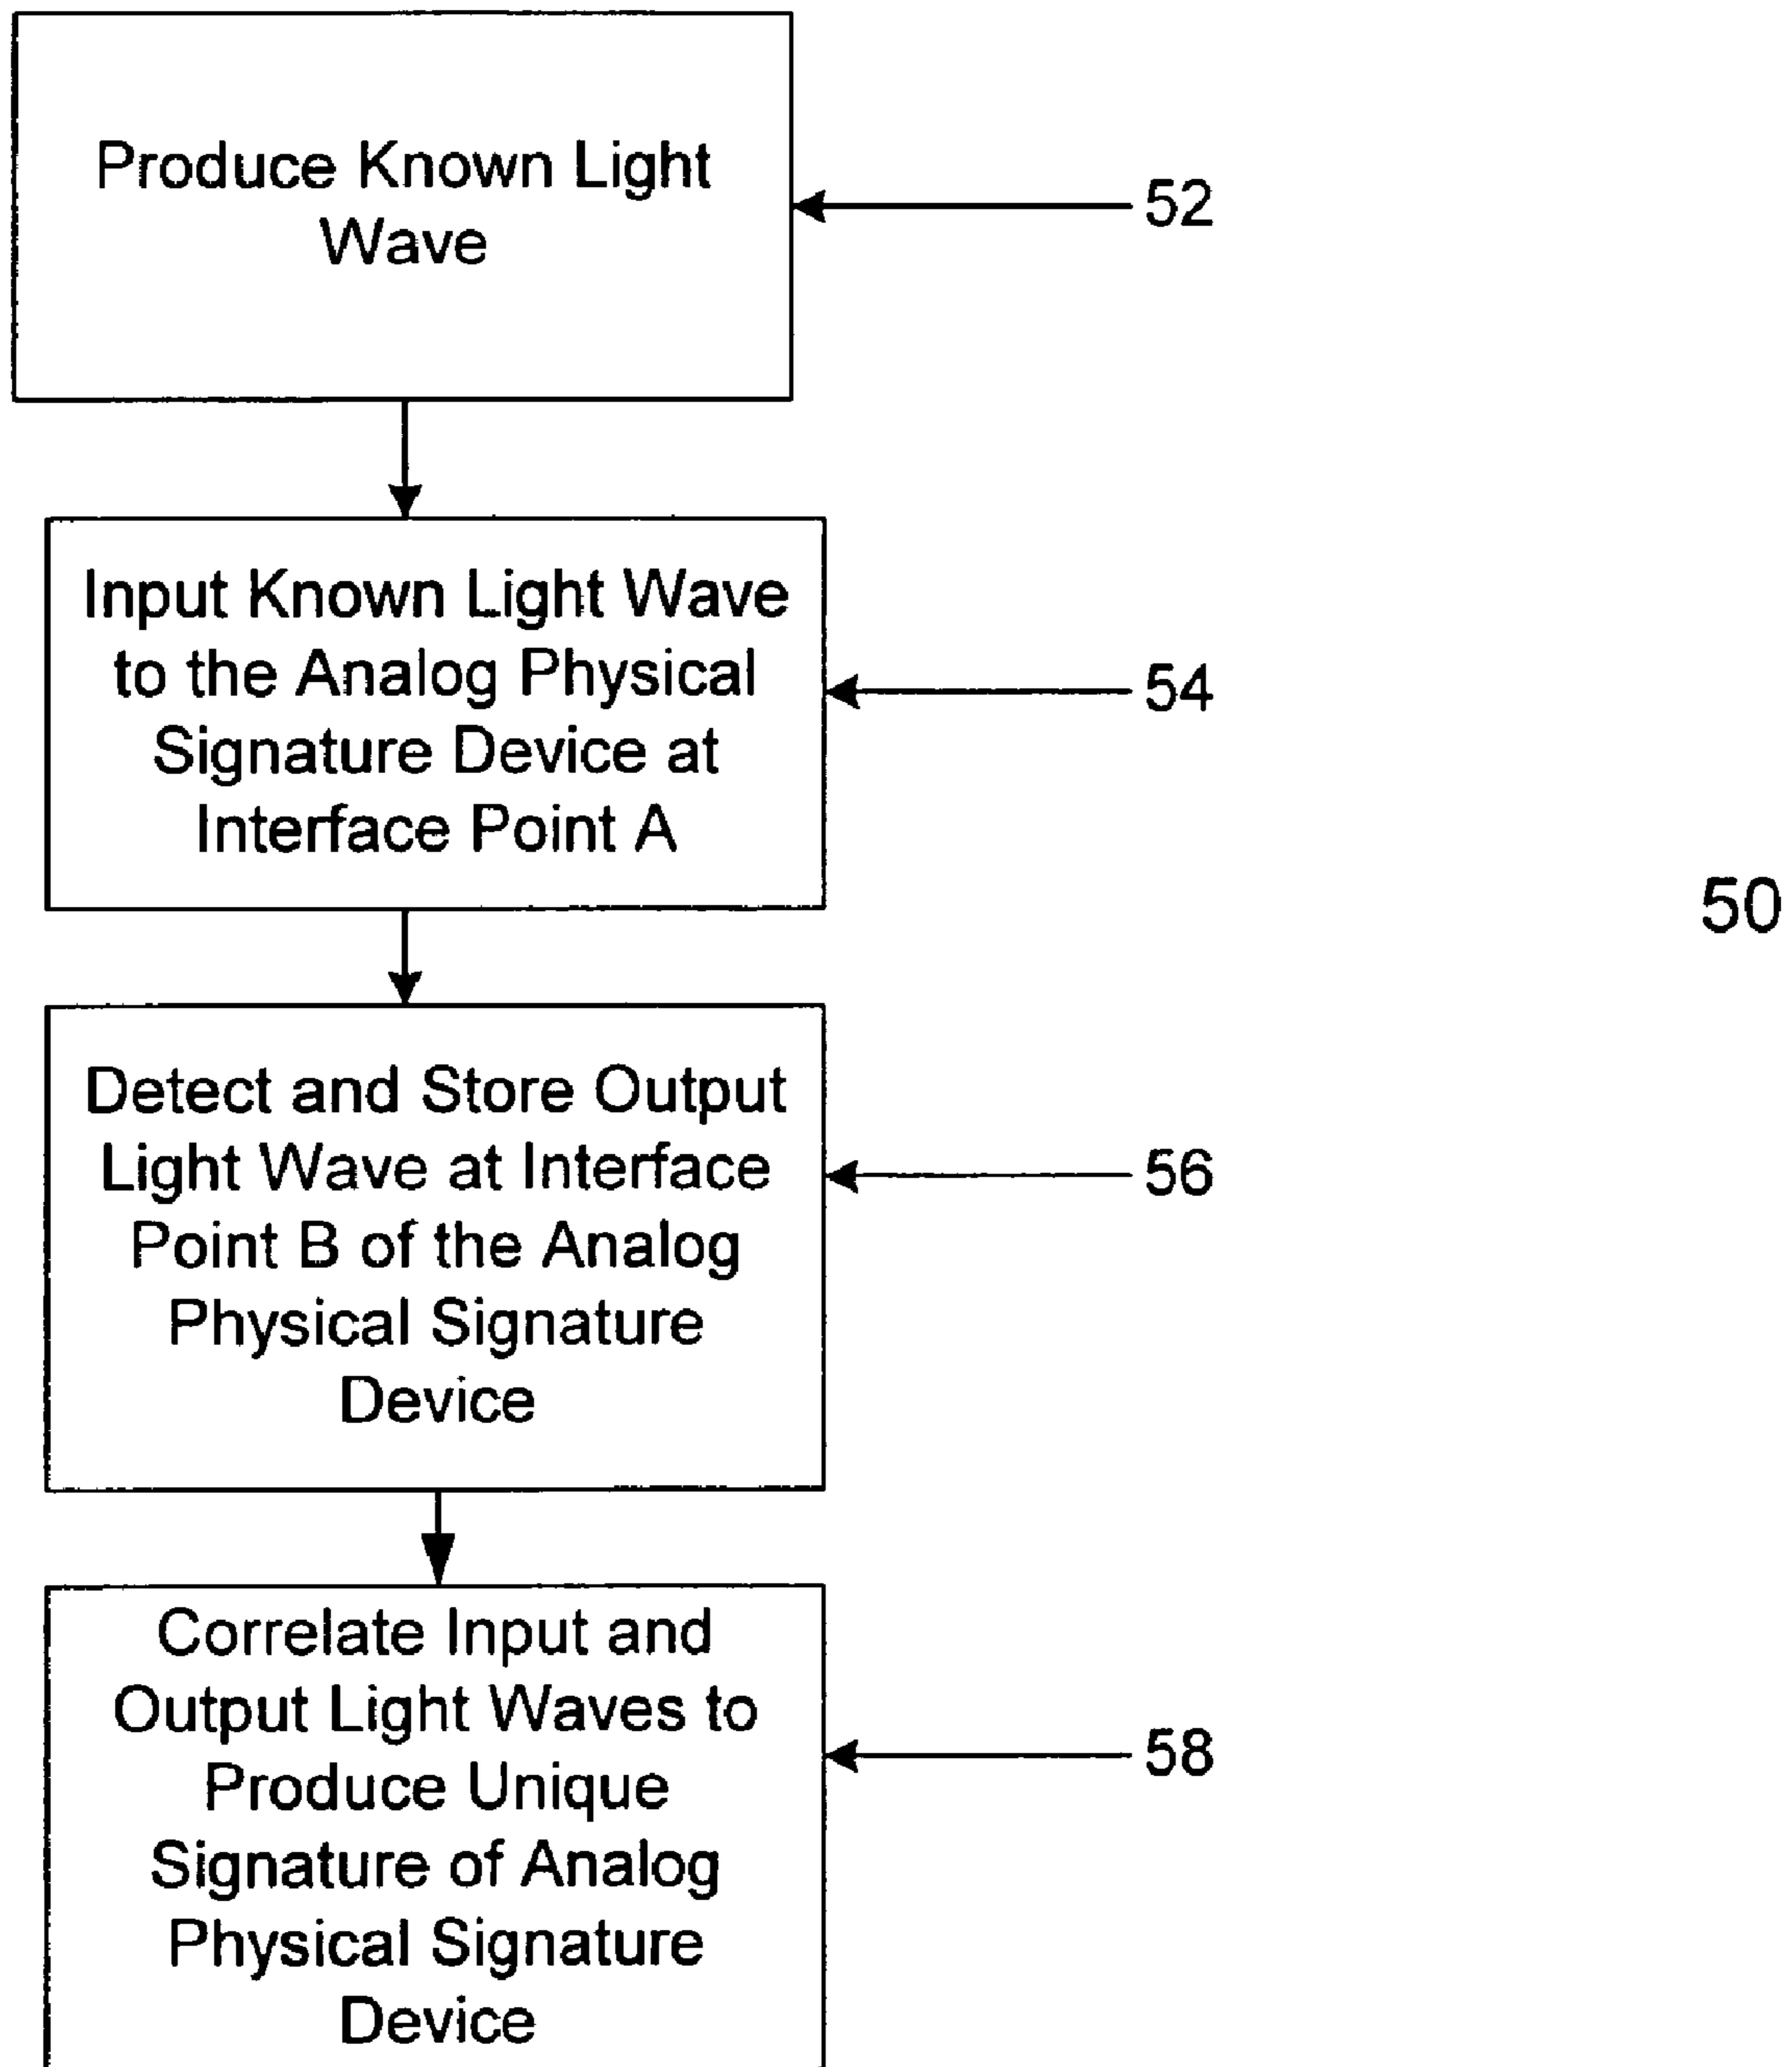 Produce Known Light
Wave
52
Input Known Light Wave
to the Analog Physical
Signature Device at
Interface Point A
54
50
Detect and Store Output
Light Wave at Interface
Point B of the Analog
Physical Signature
Device
56
Correlate Input and
Output Light Waves to
Produce Unique
Signature of Analog
Physical Signature
Device
58